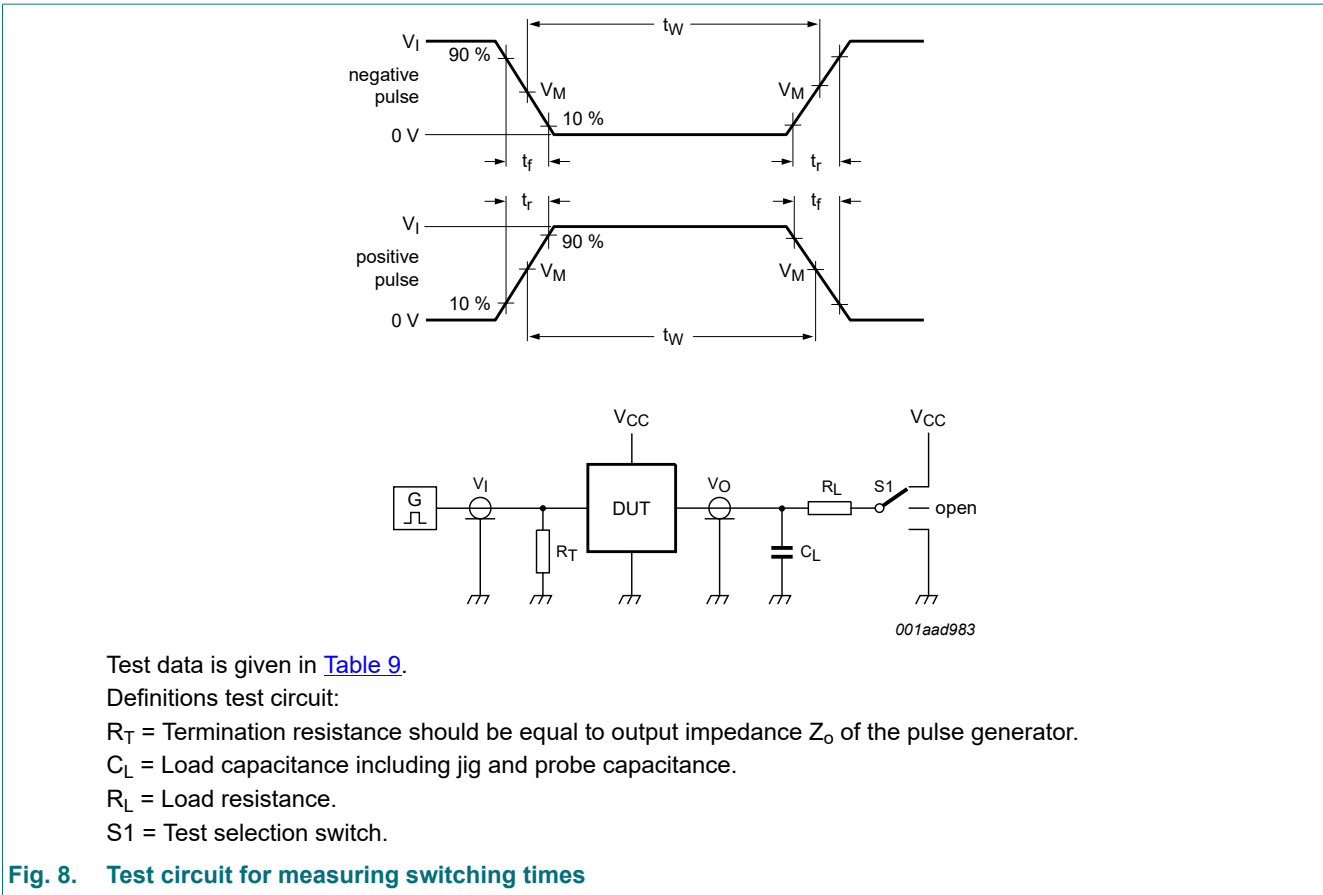 tW
VI
90 %
negative
pulse
VM
VM
10 %
0 V
tf
tr
tr
tf
VI
90 %
positive
pulse
VM
VM
10 %
0 V
tW
VCC
VCC
G
VI
DUT
VO
RL
S1
open
RT
CL
001aad983
Test data is given in Table 9.
Definitions test circuit:
RT = Termination resistance should be equal to output impedance Zo of the pulse generator.
CL = Load capacitance including jig and probe capacitance.
RL = Load resistance.
S1 = Test selection switch.
Fig. 8. Test circuit for measuring switching times